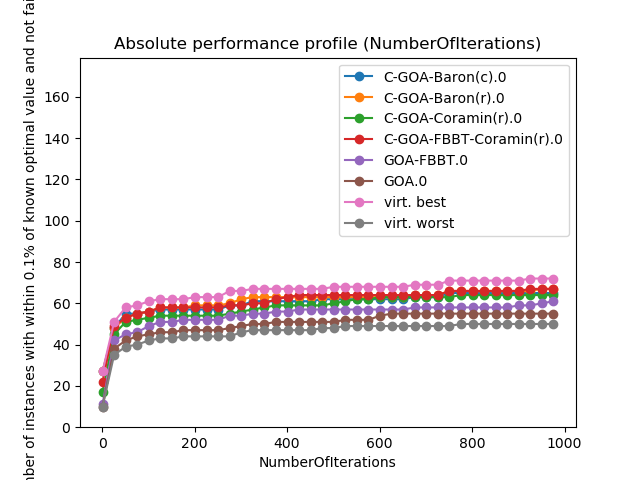 Absolute performance profile (NumberOfIterations)
C-GOA-Baron(c).0
C-GOA-Baron(r).0
C-GOA-Coramin(r).0
C-GOA-FBBT-Coramin(r).0
GOA-FBBT.0
GOA.0
virt. best
virt. worst
of instances with within 0.1% of known optimal value and not
160
140
120
100
80
60
40
20
0
0 200 400 600 800 1000
NumberOfIterations